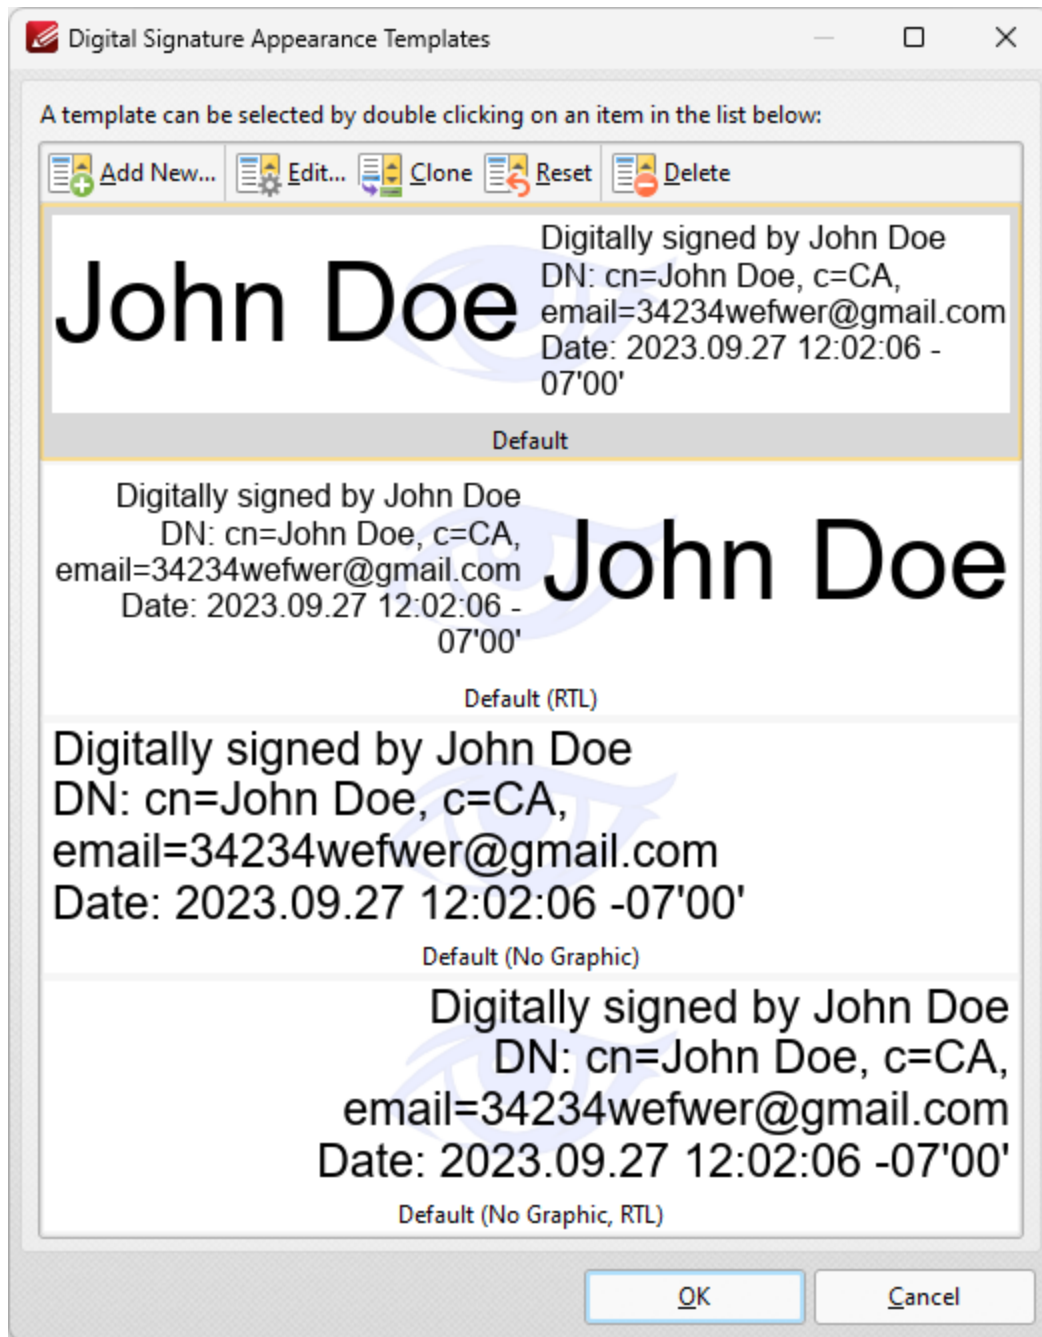 Digital Signature Appearance Templates
A template can be selected by double clicking on an item in the list below:
Add New... Edit... Clone Reset Delete
John Doe
Digitally signed by John Doe
DN: cn=John Doe, c=CA,
email=34234wefwer@gmail.com
Date: 2023.09.27 12:02:06 -
07'00'
Default
Digitally signed by John Doe
DN: cn=John Doe, c=CA,
email=34234wefwer@gmail.com
Date: 2023.09.27 12:02:06 -
07'00'
John Doe
Default (RTL)
Digitally signed by John Doe
DN: cn=John Doe, c=CA,
email=34234wefwer@gmail.com
Date: 2023.09.27 12:02:06 -07'00'
Default (No Graphic)
Digitally signed by John Doe
DN: cn=John Doe, c=CA,
email=34234wefwer@gmail.com
Date: 2023.09.27 12:02:06 -07'00'
Default (No Graphic, RTL)
OK Cancel